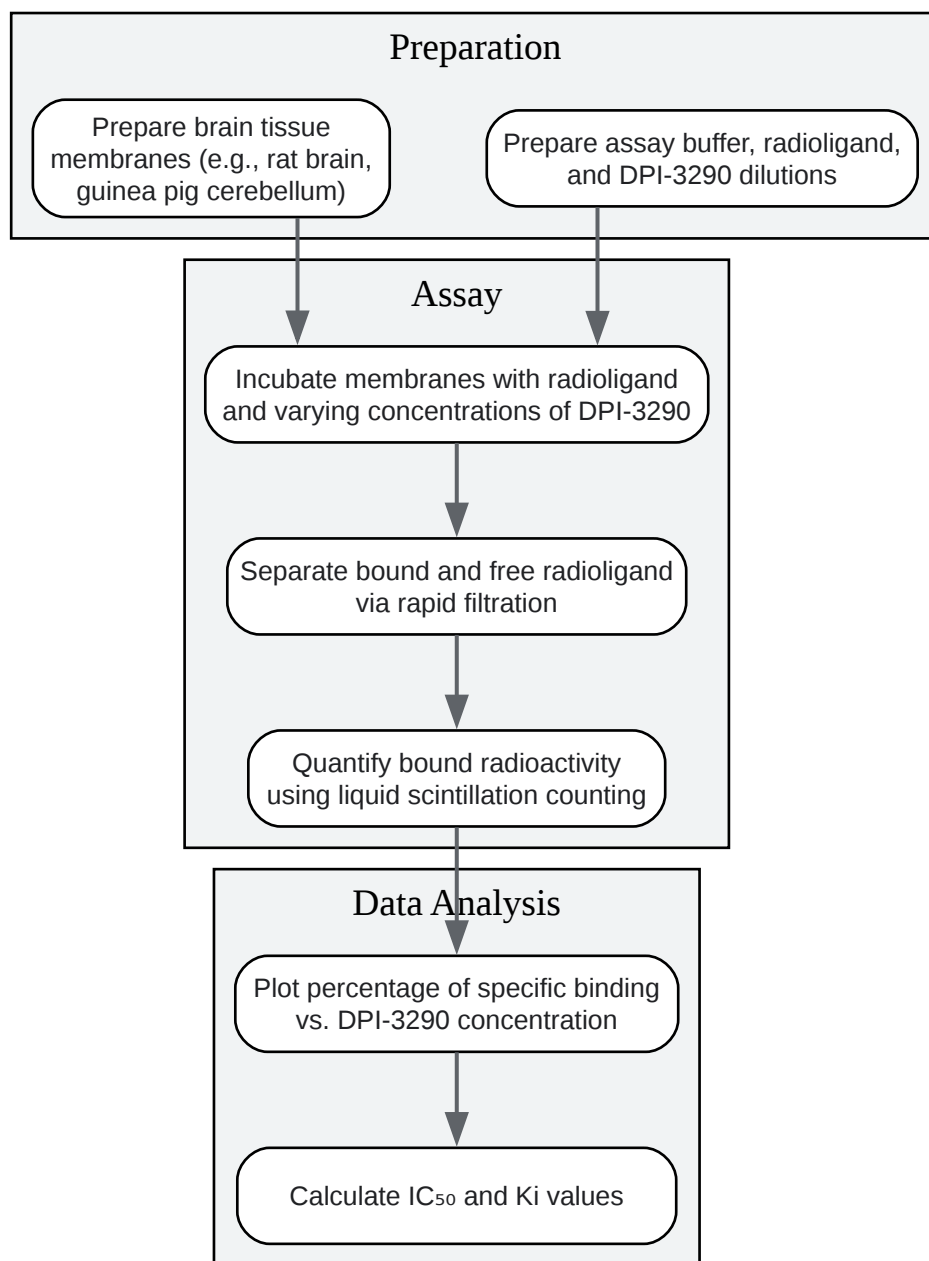 Preparation
Prepare brain tissue
membranes (e.g., rat brain,
guinea pig cerebellum)
Prepare assay buffer, radioligand,
and DPI-3290 dilutions
Assay
Incubate membranes with radioligand
and varying concentrations of DPI-3290
Separate bound and free radioligand
via rapid filtration
Quantify bound radioactivity
using liquid scintillation counting
Data Analysis
Plot percentage of specific binding
vs. DPI-3290 concentration
Calculate IC₅₀ and Ki values